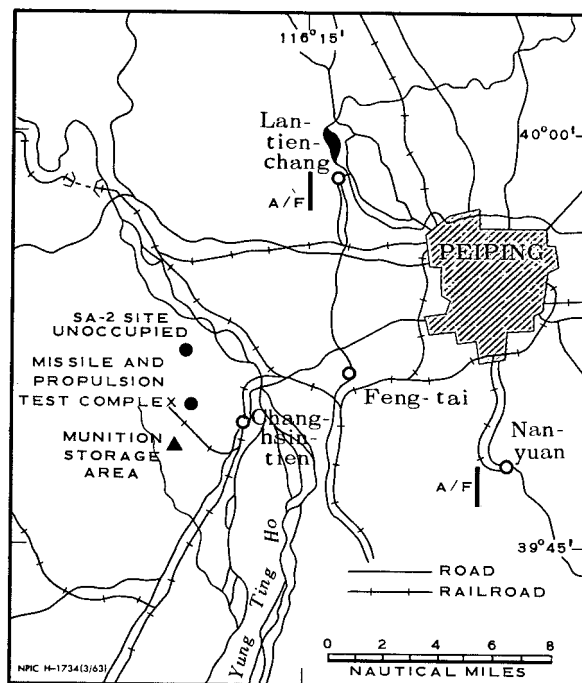 116°15'
40°00'
Lan-
tien-
chang
A/F
PEIPING
SA-2 SITE
UNOCCUPIED
MISSILE AND
PROPULSION
TEST COMPLEX
MUNITION
STORAGE
AREA
Chang-
hsin-
tien
Feng-tai
Nan-
yuan
A/F
39°45'
Yung Ting Ho
ROAD
RAILROAD
0 2 4 6 8
NAUTICAL MILES
NPIC H-1734(3/63)